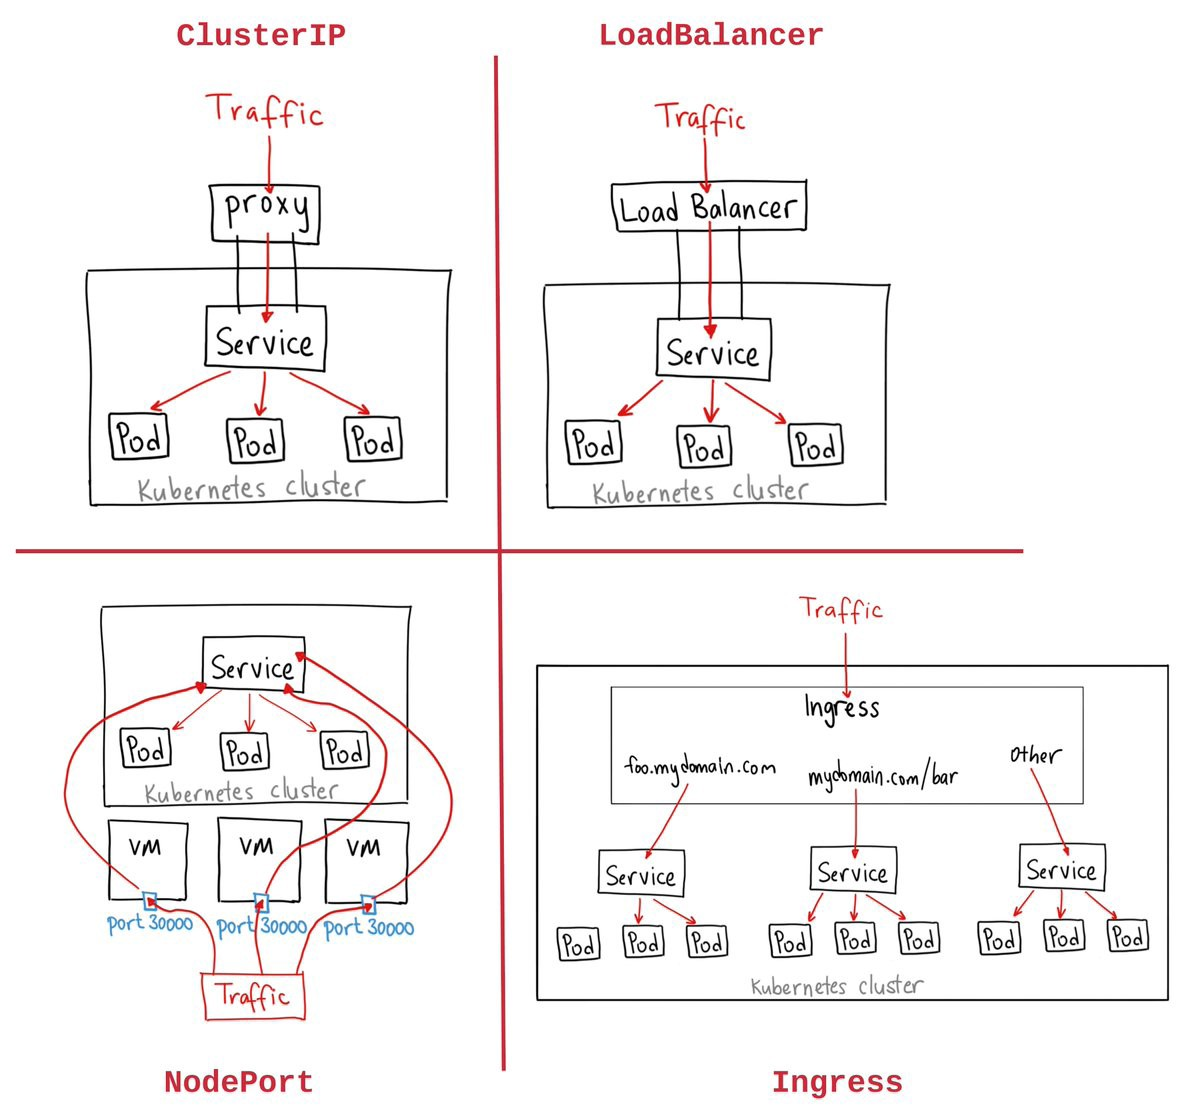 ClusterIP
Traffic
proxy
Service
Pod Pod Pod
Kubernetes cluster
LoadBalancer
Traffic
Load Balancer
Service
Pod Pod Pod
Kubernetes cluster
Service
Pod Pod Pod
Kubernetes cluster
VM VM VM
port 30000 port 30000 port 30000
Traffic
NodePort
Traffic
Ingress
foo.mydomain.com mydomain.com/bar Other
Service Service Service
Pod Pod Pod Pod Pod Pod Pod Pod Pod
Kubernetes cluster
Ingress